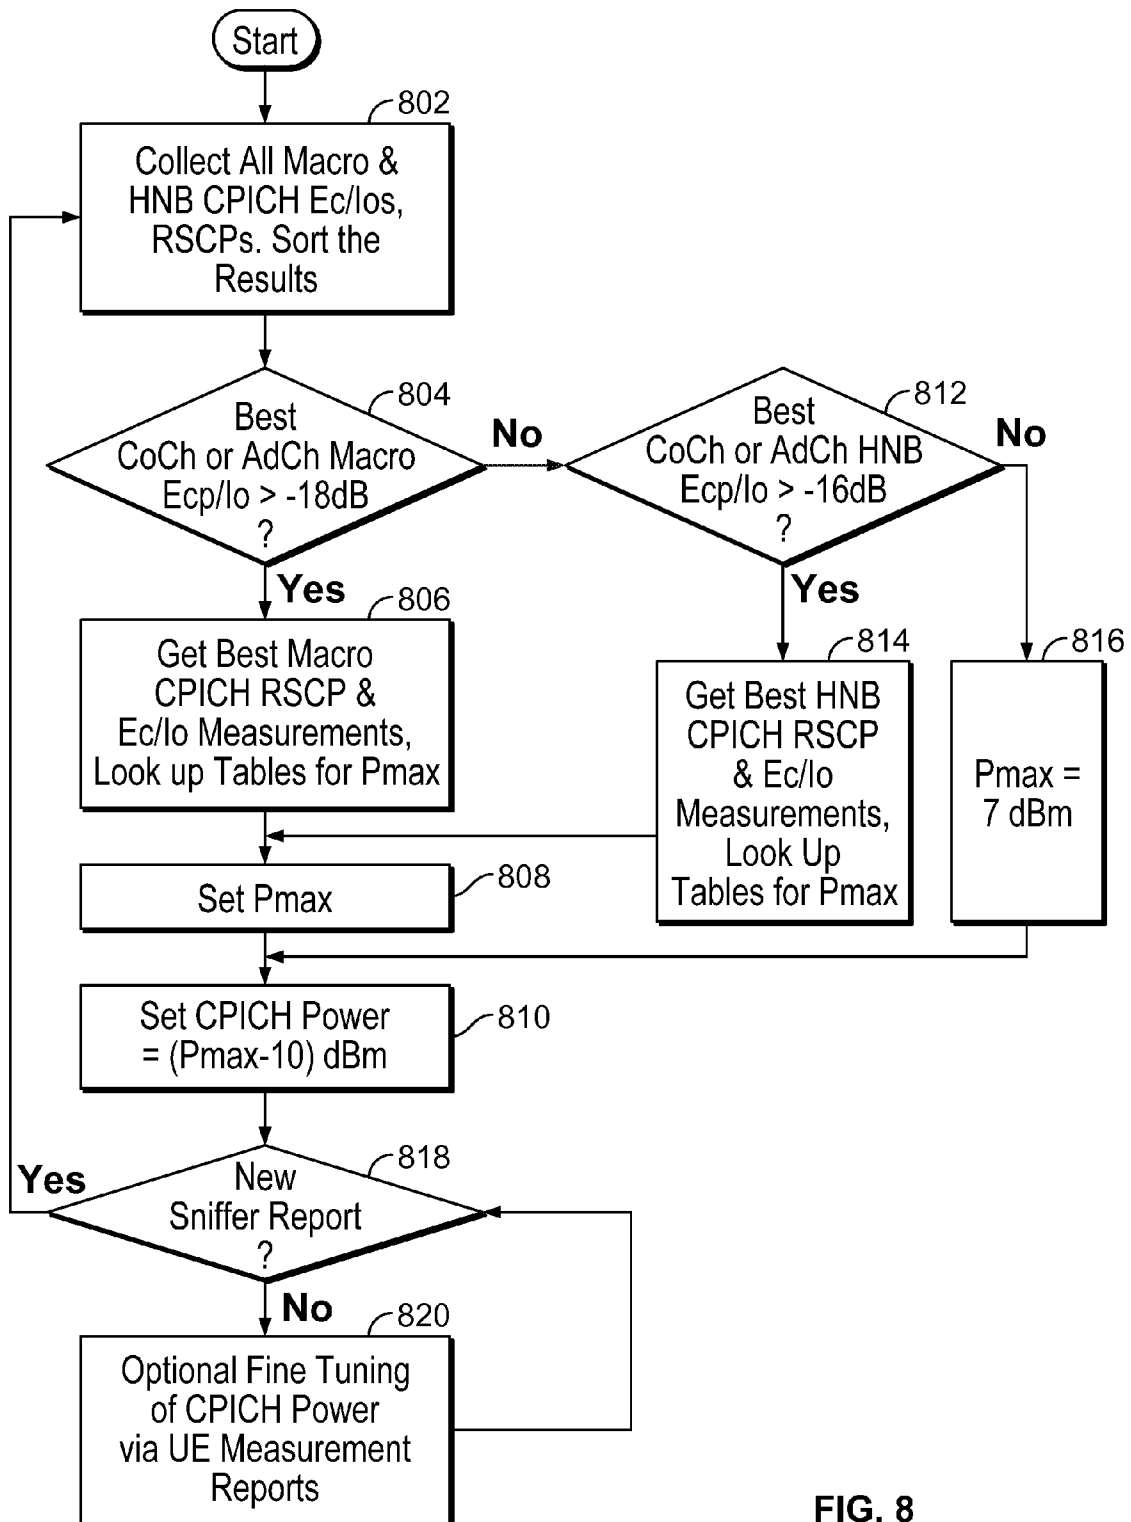 Start
802
Collect All Macro &
HNB CPICH Ec/Ios,
RSCPs. Sort the
Results
804
Best
CoCh or AdCh Macro
Ecp/Io > -18dB
?
No
Yes
812
Best
CoCh or AdCh HNB
Ecp/Io > -16dB
?
No
Yes
806
Get Best Macro
CPICH RSCP &
Ec/Io Measurements,
Look up Tables for Pmax
814
Get Best HNB
CPICH RSCP
& Ec/Io
Measurements,
Look Up
Tables for Pmax
816
Pmax =
7 dBm
808
Set Pmax
810
Set CPICH Power
= (Pmax-10) dBm
818
New
Sniffer Report
?
Yes
No
820
Optional Fine Tuning
of CPICH Power
via UE Measurement
Reports
FIG. 8